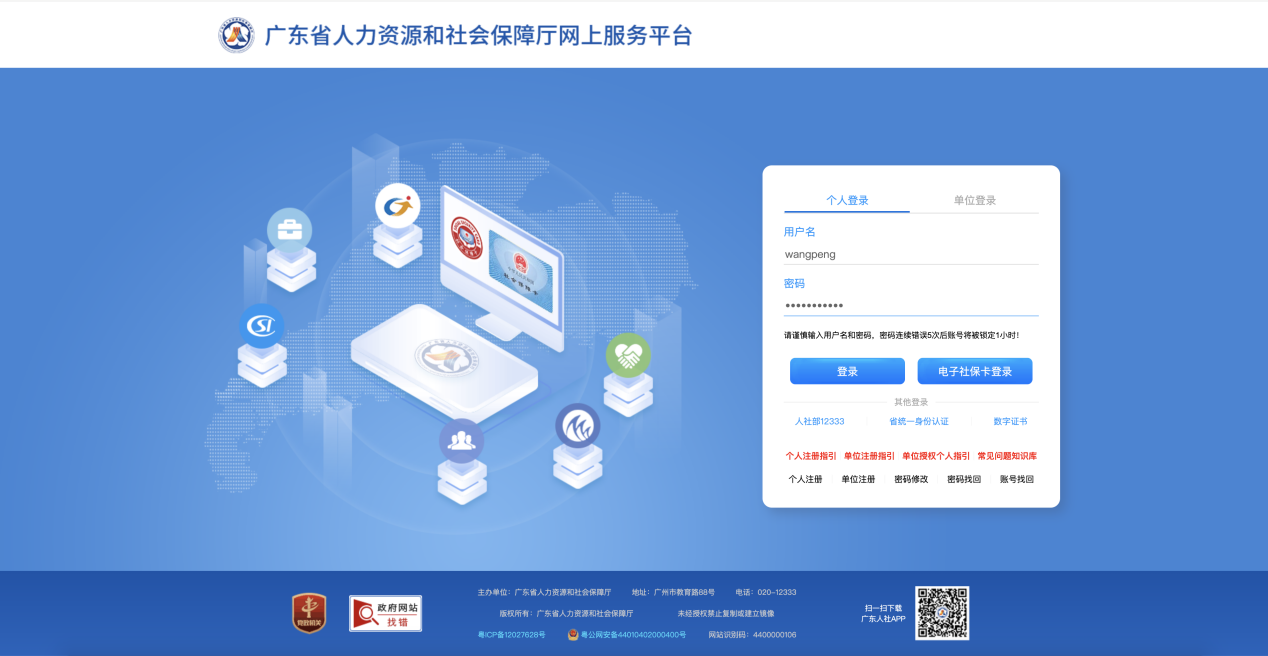 广东省人力资源和社会保障厅网上服务平台
个人登录 单位登录
用户名
wangpeng
密码
•••••••••••
请谨慎输入用户名和密码，密码连续错误5次后账号将被锁定1小时！
登录 电子社保卡登录
其他登录
人社部12333 省统一身份认证 数字证书
个人注册指引 单位注册指引 单位授权个人指引 常见问题知识库
个人注册 单位注册 密码修改 密码找回 账号找回
社会保障卡
党政机关
政府网站
找错
主办单位：广东省人力资源和社会保障厅 地址：广州市教育路88号 电话：020-12333
版权所有：广东省人力资源和社会保障厅 未经授权禁止复制或建立镜像
粤ICP备12027628号 粤公网安备44010402000400号 网站识别码：4400000106
扫一扫下载
广东人社APP